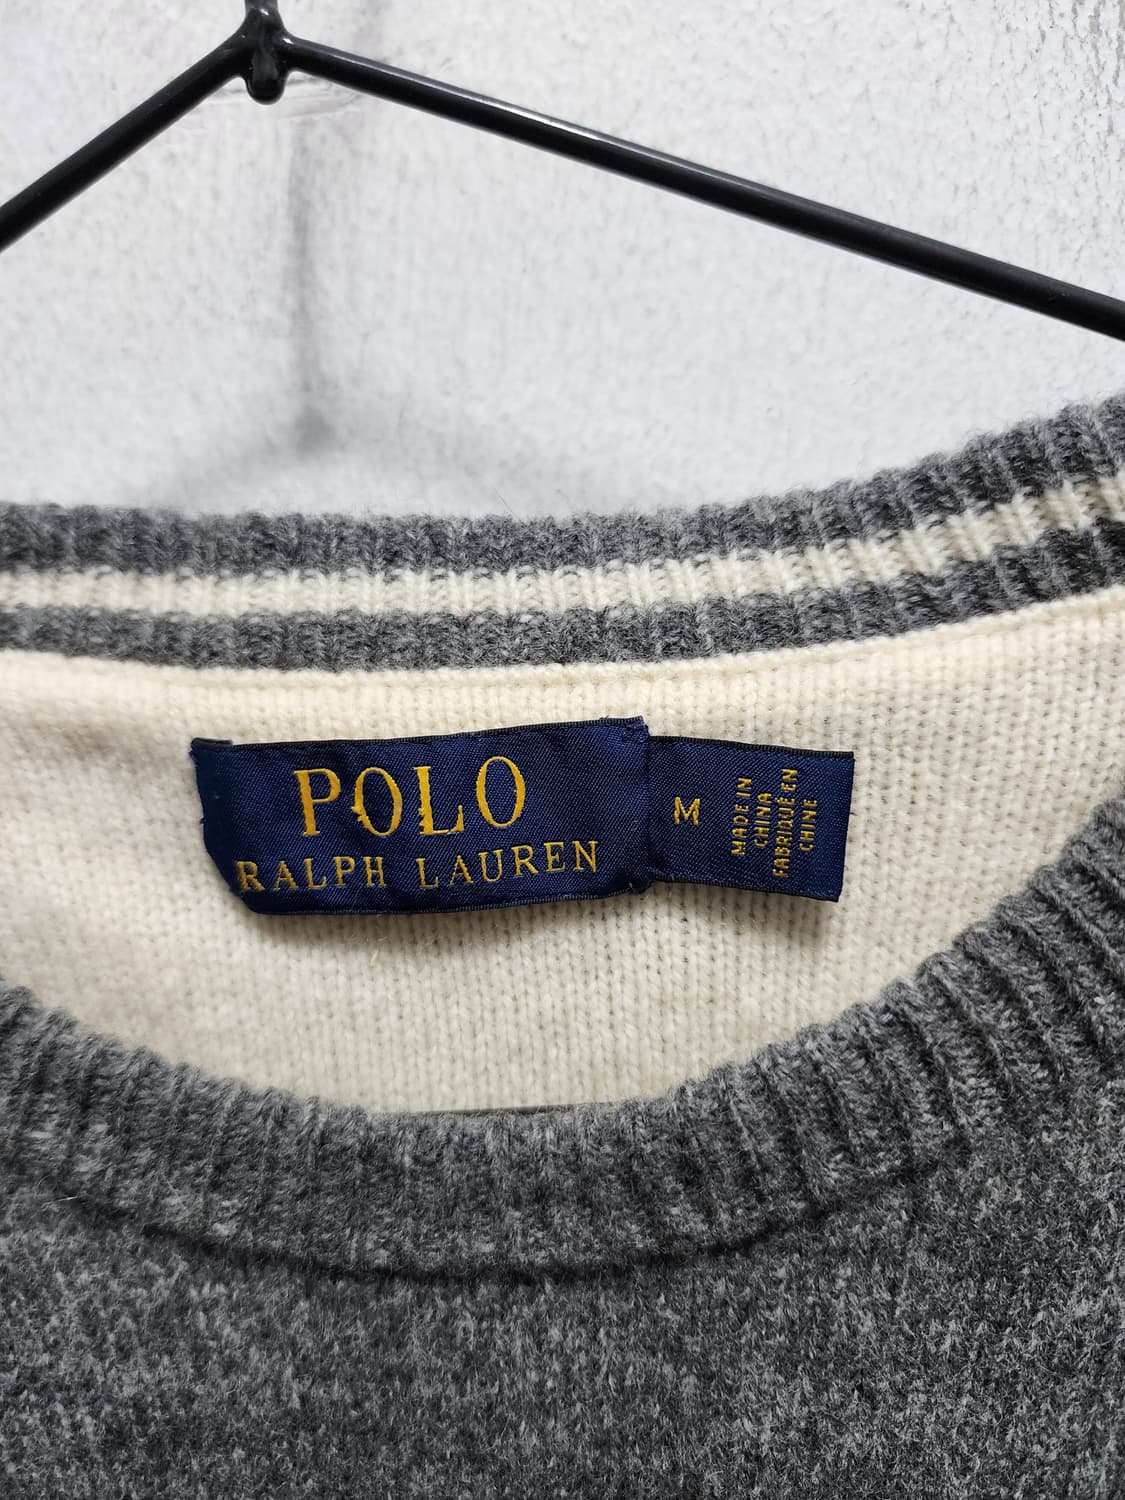 POLO
RALPH LAUREN
M
MADE IN
CHINA
FABRIQUÉ EN
CHINE